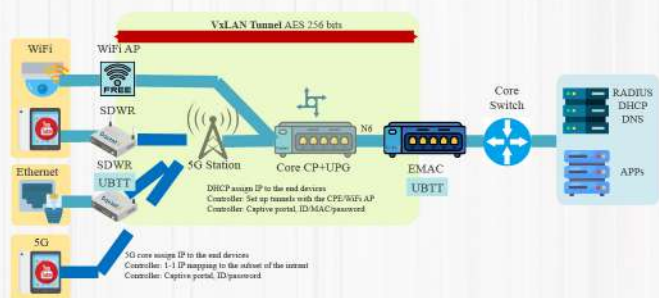 VxLAN Tunnel AES 256 bits
WiFi
WiFi AP
FREE
SDWR
Core
Switch
RADIUS
DHCP
DNS
N6
SDWR
UBTT
5G Station
Core CP+UPG
EMAC
UBTT
APPs
Ethernet
DHCP assign IP to the end devices
Controller: Set up tunnels with the CPE/WiFi AP
Controller: Captive portal, ID/MAC/password
5G
5G core assign IP to the end devices
Controller: 1-1 IP mapping to the subset of the intranet
Controller: Captive portal, ID/password